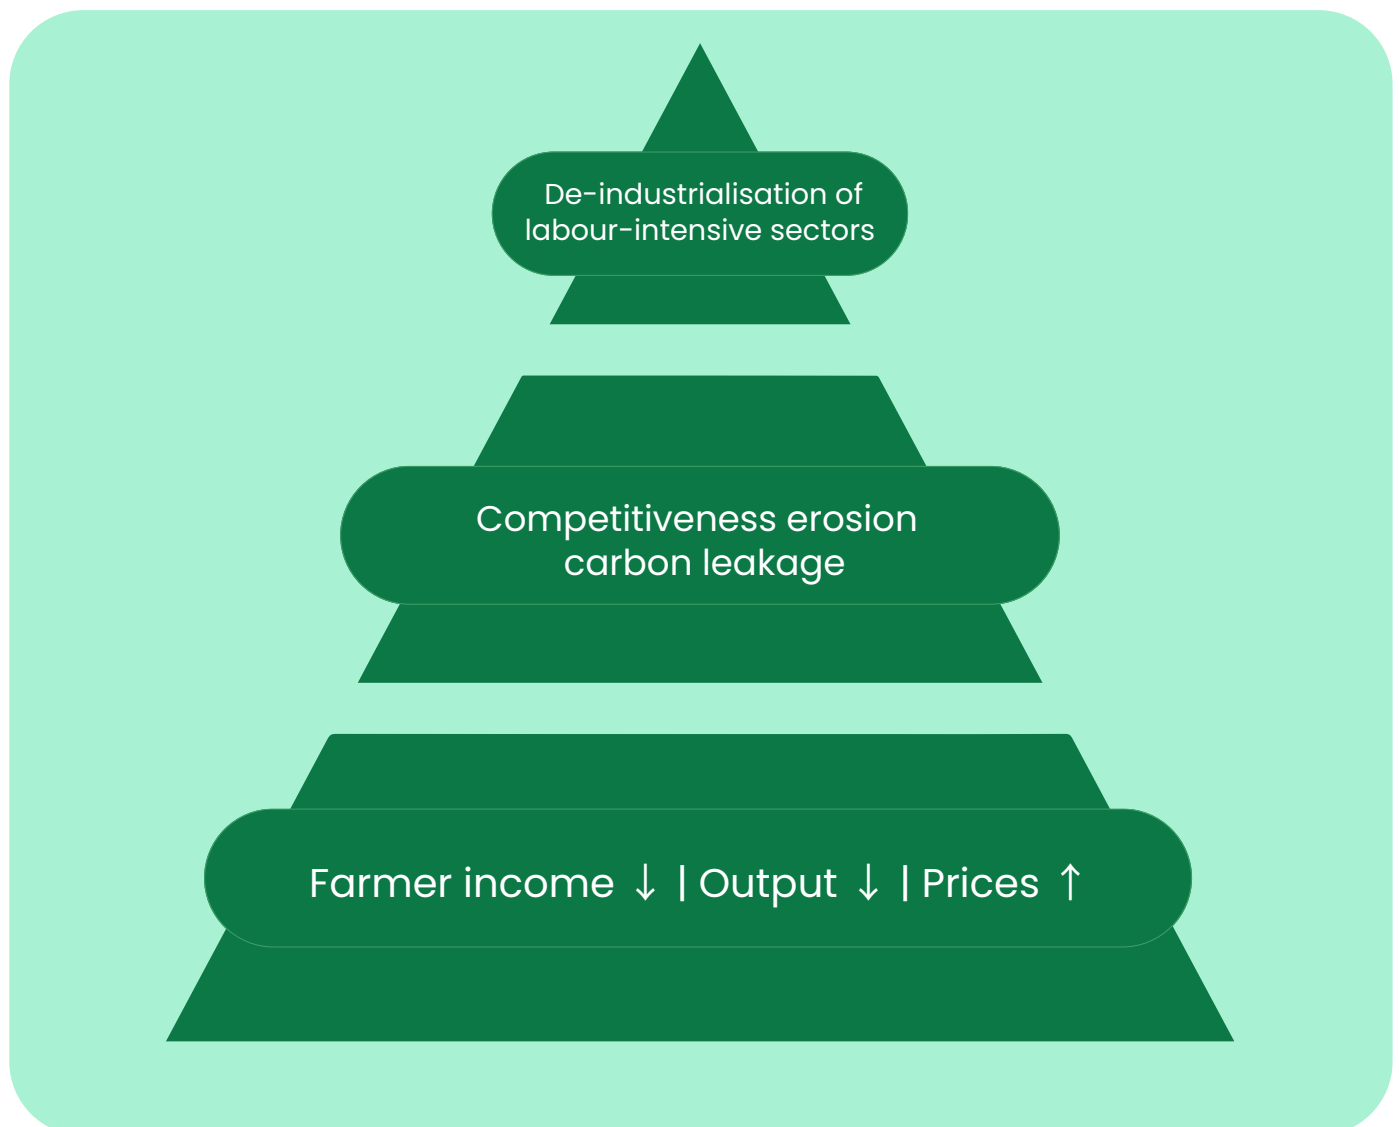 De-industrialisation of
labour-intensive sectors
Competitiveness erosion
carbon leakage
Farmer income ↓ | Output ↓ | Prices ↑